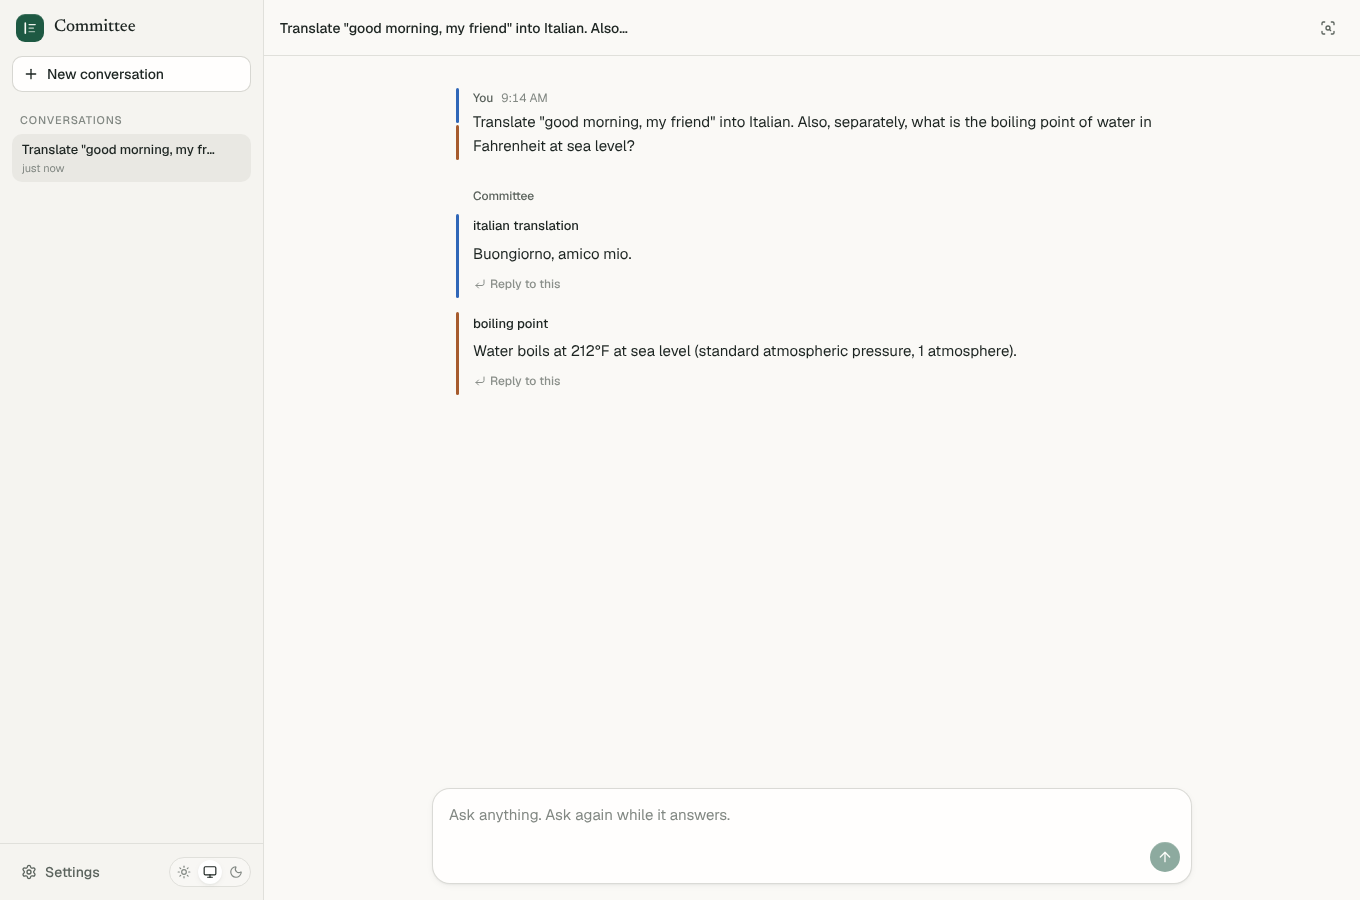 Committee
New conversation
CONVERSATIONS
Translate "good morning, my fr...
just now
Settings
Translate "good morning, my friend" into Italian. Also...
You 9:14 AM
Translate "good morning, my friend" into Italian. Also, separately, what is the boiling point of water in
Fahrenheit at sea level?
Committee
italian translation
Buongiorno, amico mio.
Reply to this
boiling point
Water boils at 212°F at sea level (standard atmospheric pressure, 1 atmosphere).
Reply to this
Ask anything. Ask again while it answers.